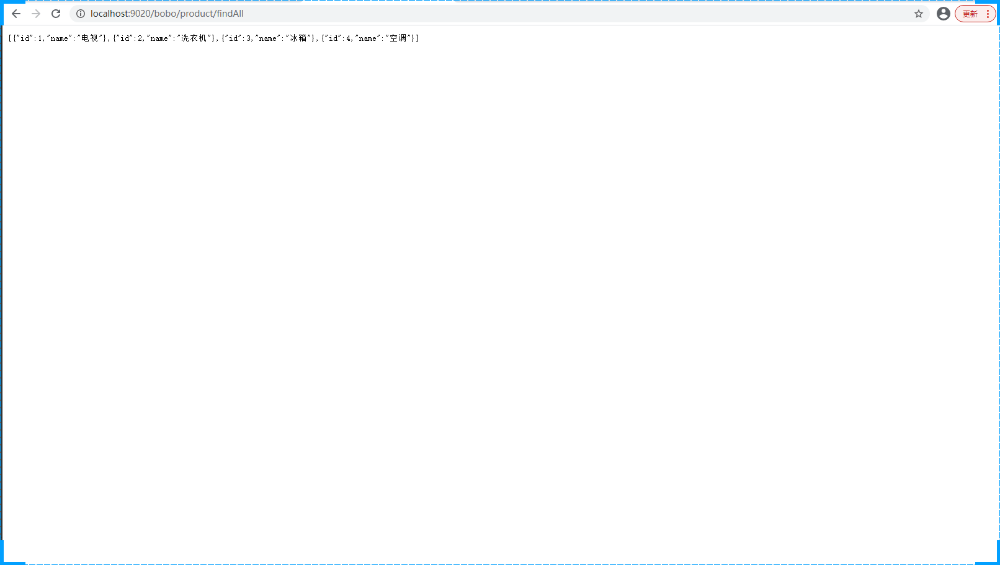 localhost:9020/bobo/product/findAll
更新
[{"id":1,"name":"电视"},{"id":2,"name":"洗衣机"},{"id":3,"name":"冰箱"},{"id":4,"name":"空调"}]